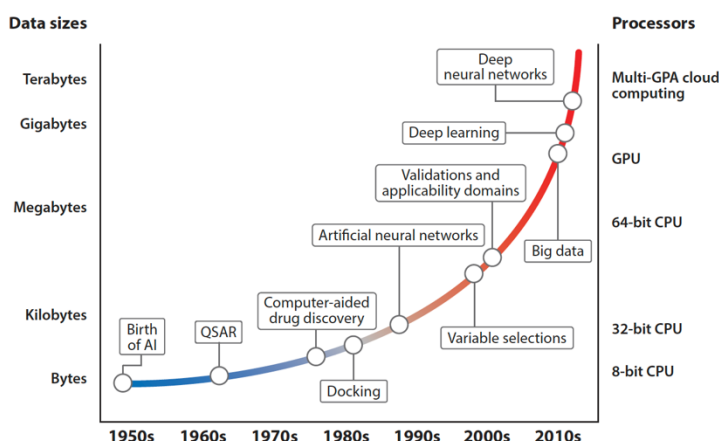 Data sizes
Processors
Terabytes
Gigabytes
Megabytes
Kilobytes
Bytes
Deep
neural networks
Deep learning
Validations and
applicability domains
Artificial neural networks
Big data
Computer-aided
drug discovery
Variable selections
Birth
of AI
QSAR
Docking
Multi-GPA cloud
computing
GPU
64-bit CPU
32-bit CPU
8-bit CPU
1950s 1960s 1970s 1980s 1990s 2000s 2010s